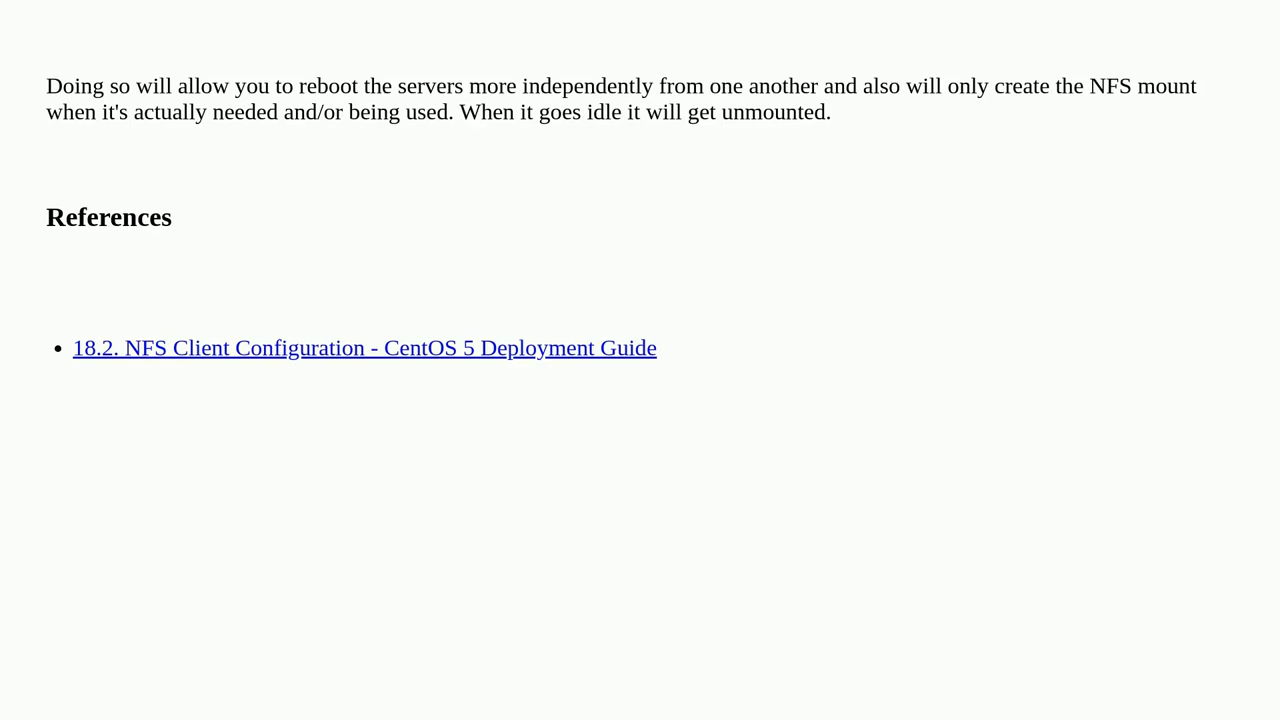 Doing so will allow you to reboot the servers more independently from one another and also will only create the NFS mount
when it's actually needed and/or being used. When it goes idle it will get unmounted.
References
• 18.2. NFS Client Configuration - CentOS 5 Deployment Guide